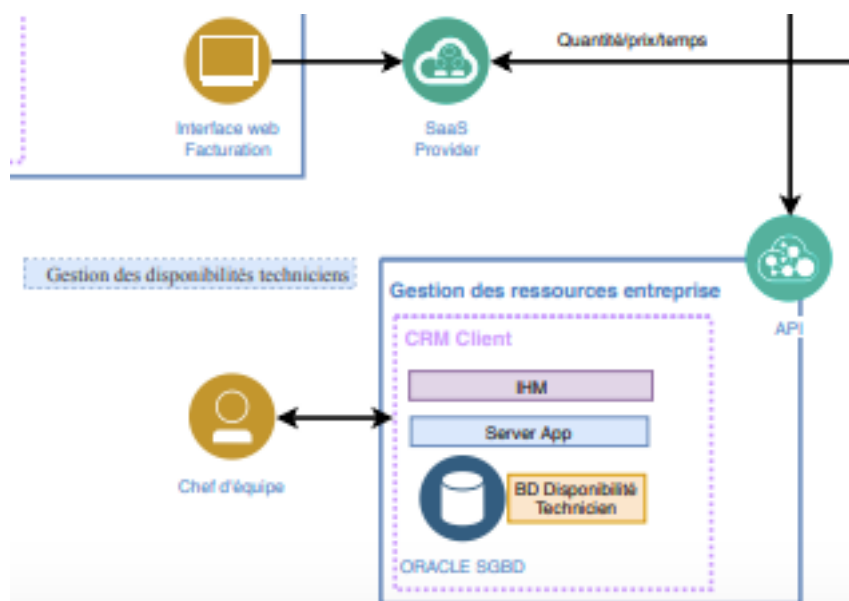 Quantité/prix/temps
Interface web
Facturation
SaaS
Provider
Gestion des disponibilités techniciens
Gestion des ressources entreprise
API
CRM Client
IHM
Server App
Chef d'équipe
BD Disponibilité
Technicien
ORACLE SGBD